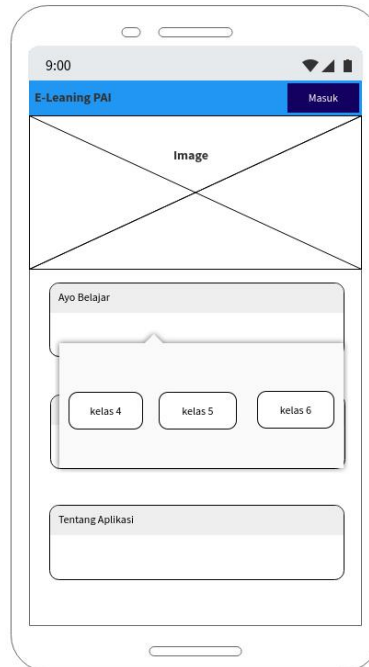 9:00
E-Leaning PAI
Masuk
Image
Ayo Belajar
kelas 4 kelas 5 kelas 6
Tentang Aplikasi